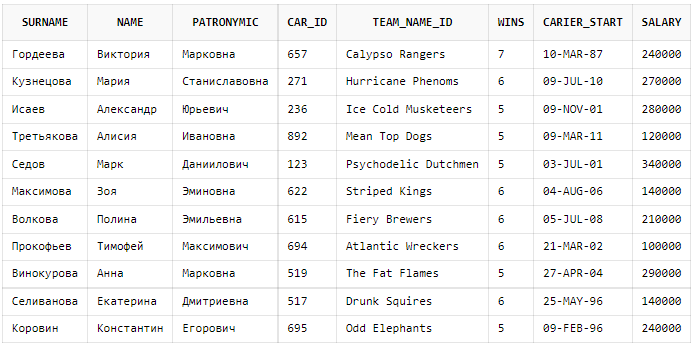 SURNAME NAME PATRONYMIC CAR_ID TEAM_NAME_ID WINS CARIER_START SALARY
Гордеева Виктория Марковна 657 Calypso Rangers 7 10-MAR-87 240000
Кузнецова Мария Станиславовна 271 Hurricane Phenoms 6 09-JUL-10 270000
Исаев Александр Юрьевич 236 Ice Cold Musketeers 5 09-NOV-01 280000
Третьякова Алисия Ивановна 892 Mean Top Dogs 5 09-MAR-11 120000
Седов Марк Даниилович 123 Psychodelic Dutchmen 5 03-JUL-01 340000
Максимова Зоя Эминовна 622 Striped Kings 6 04-AUG-06 140000
Волкова Полина Эмильевна 615 Fiery Brewers 6 05-JUL-08 210000
Прокофьев Тимофей Максимович 694 Atlantic Wreckers 6 21-MAR-02 100000
Винокурова Анна Марковна 519 The Fat Flames 5 27-APR-04 290000
Селиванова Екатерина Дмитриевна 517 Drunk Squires 6 25-MAY-96 140000
Коровин Константин Егорович 695 Odd Elephants 5 09-FEB-96 240000